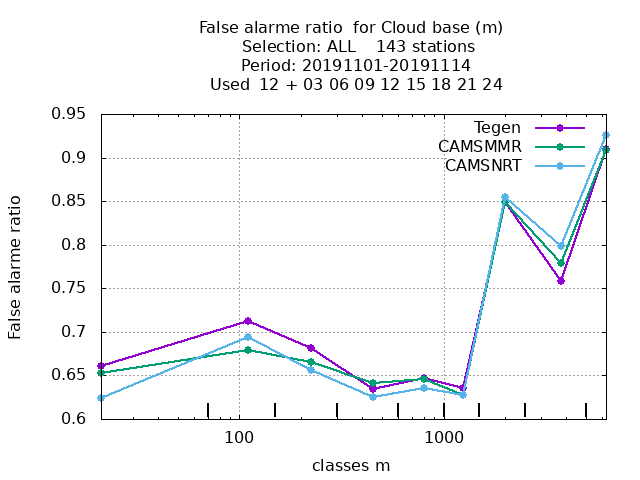 False alarme ratio  for Cloud base (m)
Selection: ALL    143 stations
Period: 20191101-20191114
Used  12 + 03 06 09 12 15 18 21 24
Tegen
CAMSMMR
CAMSNRT
0.95
0.9
0.85
0.8
0.75
0.7
0.65
0.6
False alarme ratio
100
1000
classes m